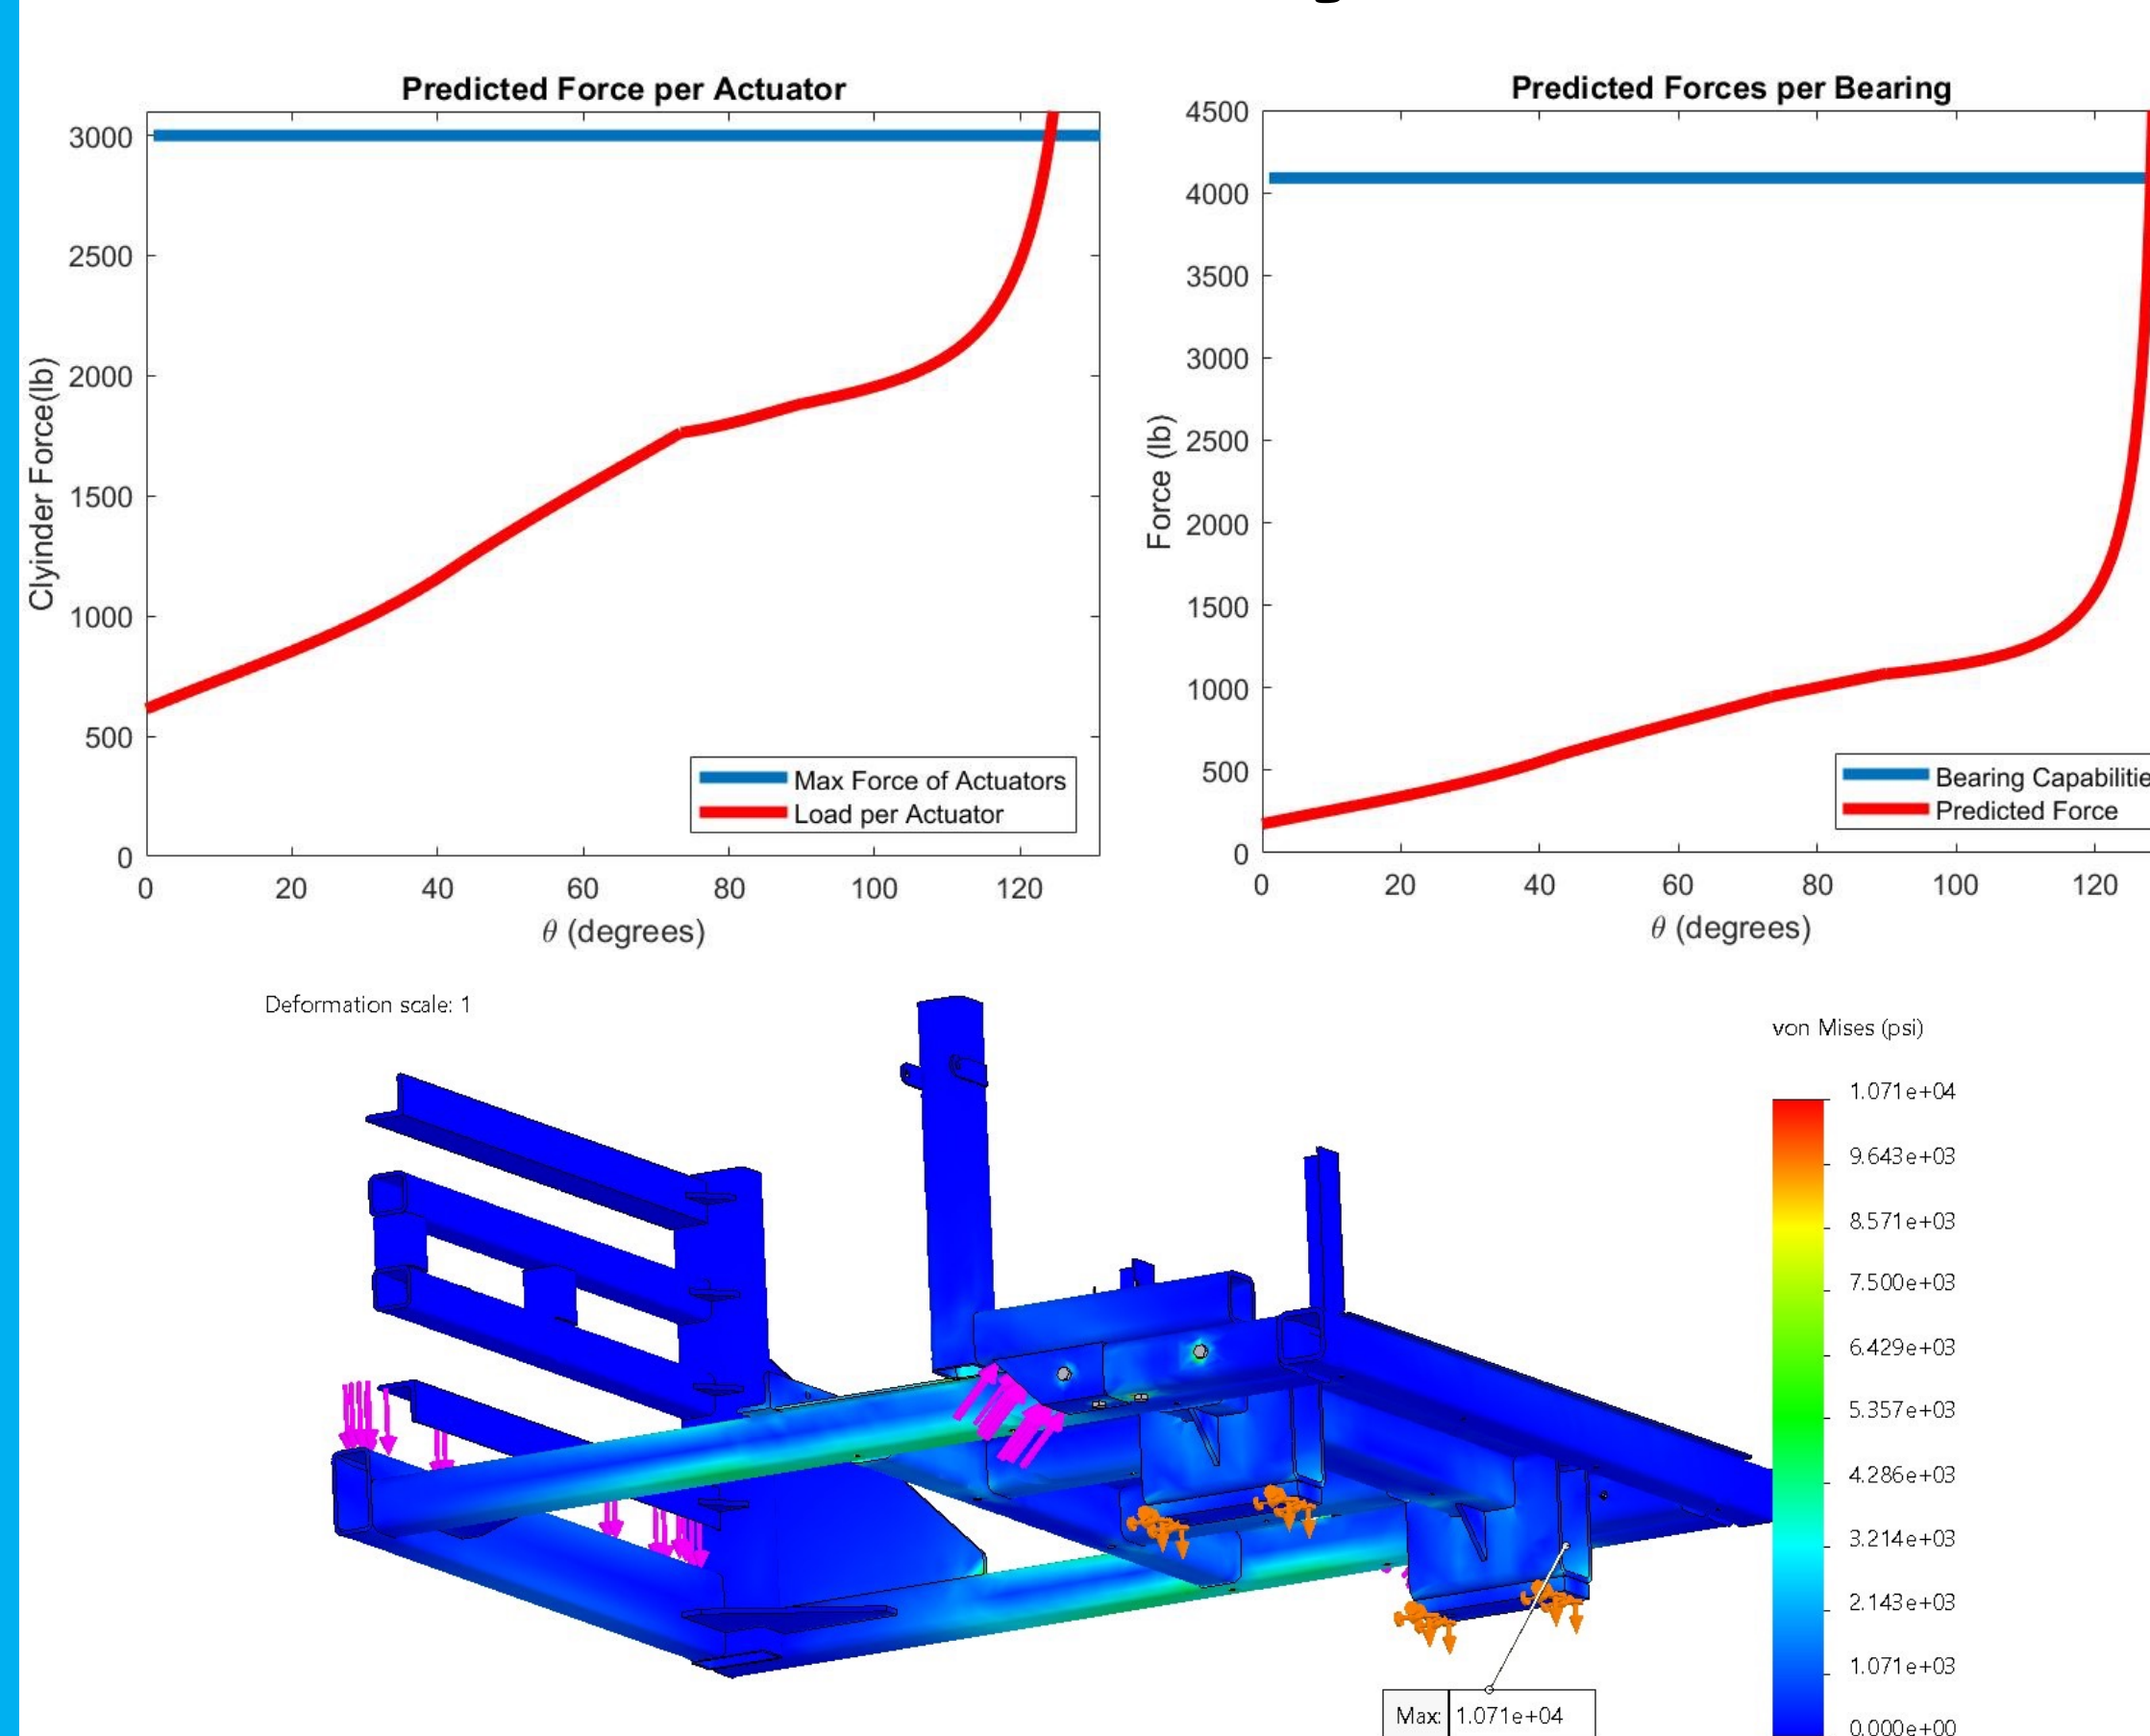 Predicted Force per Actuator
3000
2500
2000
1500
1000
500
0
Clyinder Force(lb)
0 20 40 60 80 100 120
θ (degrees)
Max Force of Actuators
Load per Actuator
Predicted Forces per Bearing
4500
4000
3500
3000
2500
2000
1500
1000
500
0
Force (lb)
0 20 40 60 80 100 120
θ (degrees)
Bearing Capabilitie
Predicted Force
Deformation scale: 1
von Mises (psi)
1.071e+04
9.643e+03
8.571e+03
7.500e+03
6.429e+03
5.357e+03
4.286e+03
3.214e+03
2.143e+03
1.071e+03
0.000e+00
Max: 1.071e+04